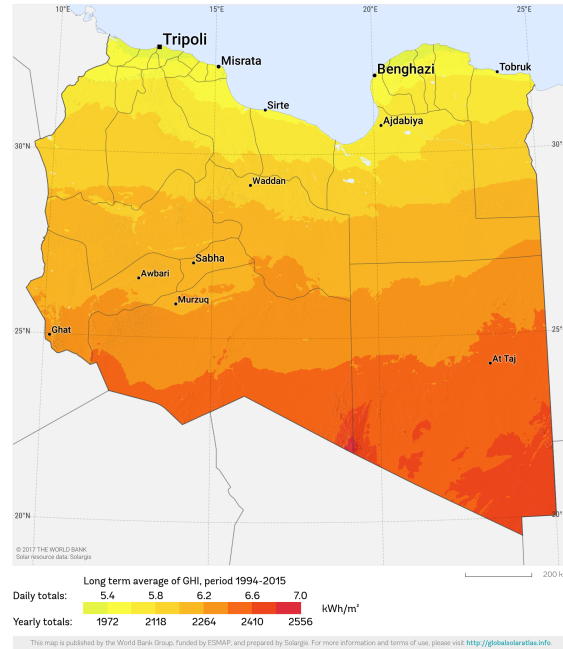 10°E 15°E 20°E 25°E
Tripoli
Misrata
Benghazi
Tobruk
Sirte
Ajdabiya
30°N 30°
Waddan
Sabha
Awbari
Murzuq
25°N 25°
Ghat
At Taj
20°N 20°
© 2017 THE WORLD BANK
Solar resource data: Solargis
200 k
Long term average of GHI, period 1994-2015
Daily totals: 5.4 5.8 6.2 6.6 7.0
kWh/m²
Yearly totals: 1972 2118 2264 2410 2556
This map is published by the World Bank Group, funded by ESMAP, and prepared by Solargis. For more information and terms of use, please visit http://globalsolaratlas.info.